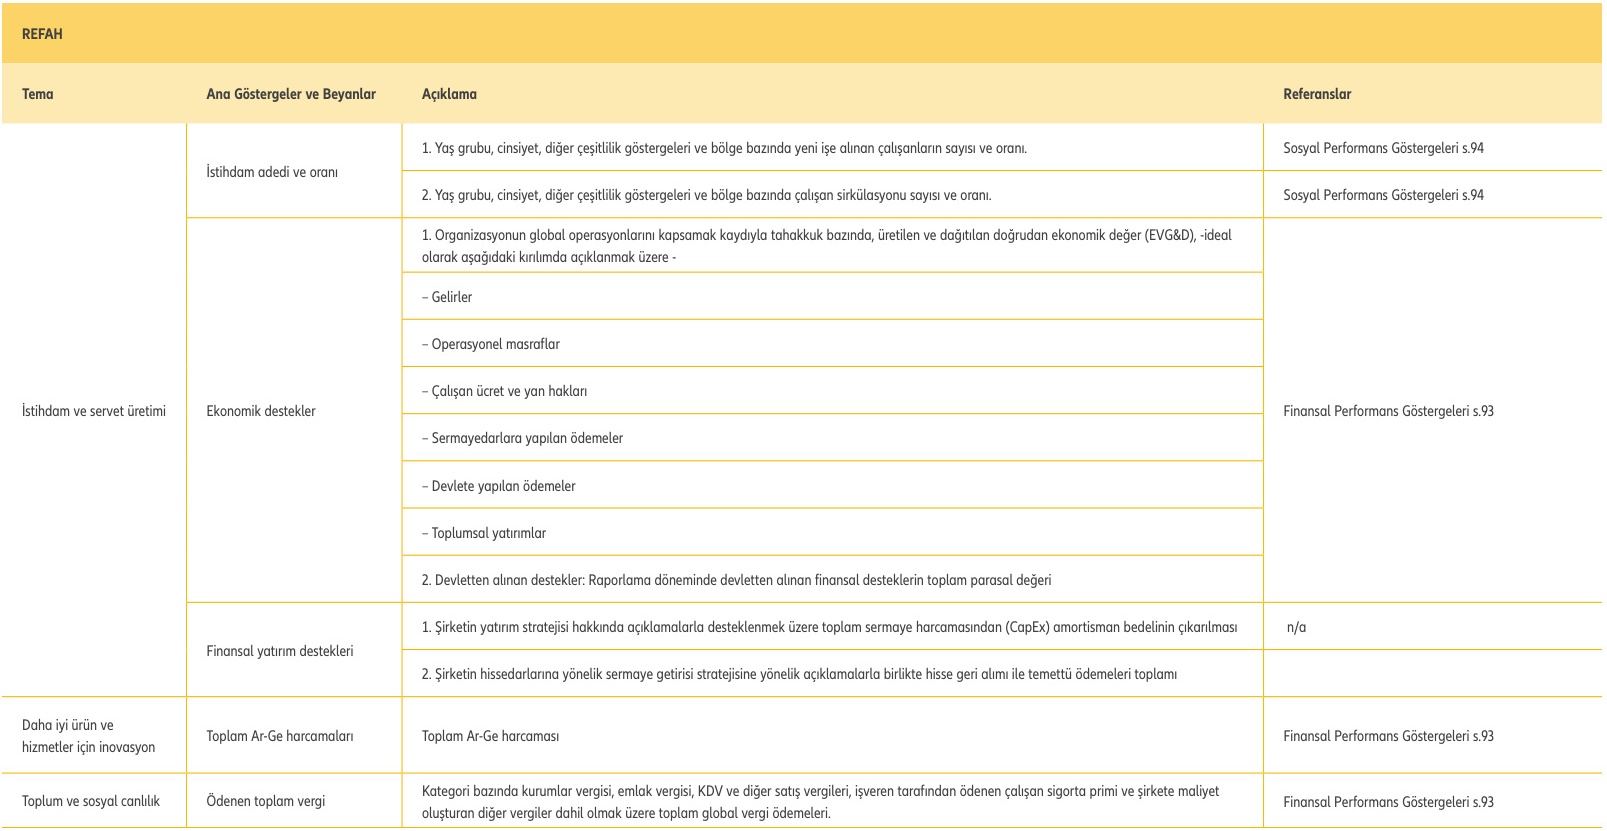 REFAH
Tema
Ana Göstergeler ve Beyanlar
Açıklama
Referanslar
İstihdam ve servet üretimi
İstihdam adedi ve oranı
1. Yaş grubu, cinsiyet, diğer çeşitlilik göstergeleri ve bölge bazında yeni işe alınan çalışanların sayısı ve oranı.
Sosyal Performans Göstergeleri s.94
2. Yaş grubu, cinsiyet, diğer çeşitlilik göstergeleri ve bölge bazında çalışan sirkülasyonu sayısı ve oranı.
Sosyal Performans Göstergeleri s.94
Ekonomik destekler
1. Organizasyonun global operasyonlarını kapsamak kaydıyla tahakkuk bazında, üretilen ve dağıtılan doğrudan ekonomik değer (EVG&D), -ideal
olarak aşağıdaki kırılımda açıklanmak üzere -
– Gelirler
– Operasyonel masraflar
– Çalışan ücret ve yan hakları
– Sermayedarlara yapılan ödemeler
– Devlete yapılan ödemeler
– Toplumsal yatırımlar
2. Devletten alınan destekler: Raporlama döneminde devletten alınan finansal desteklerin toplam parasal değeri
Finansal Performans Göstergeleri s.93
Finansal yatırım destekleri
1. Şirketin yatırım stratejisi hakkında açıklamalarla desteklenmek üzere toplam sermaye harcamasından (CapEx) amortisman bedelinin çıkarılması
n/a
2. Şirketin hissedarlarına yönelik sermaye getirisi stratejisine yönelik açıklamalarla birlikte hisse geri alımı ile temettü ödemeleri toplamı
Daha iyi ürün ve
hizmetler için inovasyon
Toplam Ar-Ge harcamaları
Toplam Ar-Ge harcaması
Finansal Performans Göstergeleri s.93
Toplum ve sosyal canlılık
Ödenen toplam vergi
Kategori bazında kurumlar vergisi, emlak vergisi, KDV ve diğer satış vergileri, işveren tarafından ödenen çalışan sigorta primi ve şirkete maliyet
oluşturan diğer vergiler dahil olmak üzere toplam global vergi ödemeleri.
Finansal Performans Göstergeleri s.93